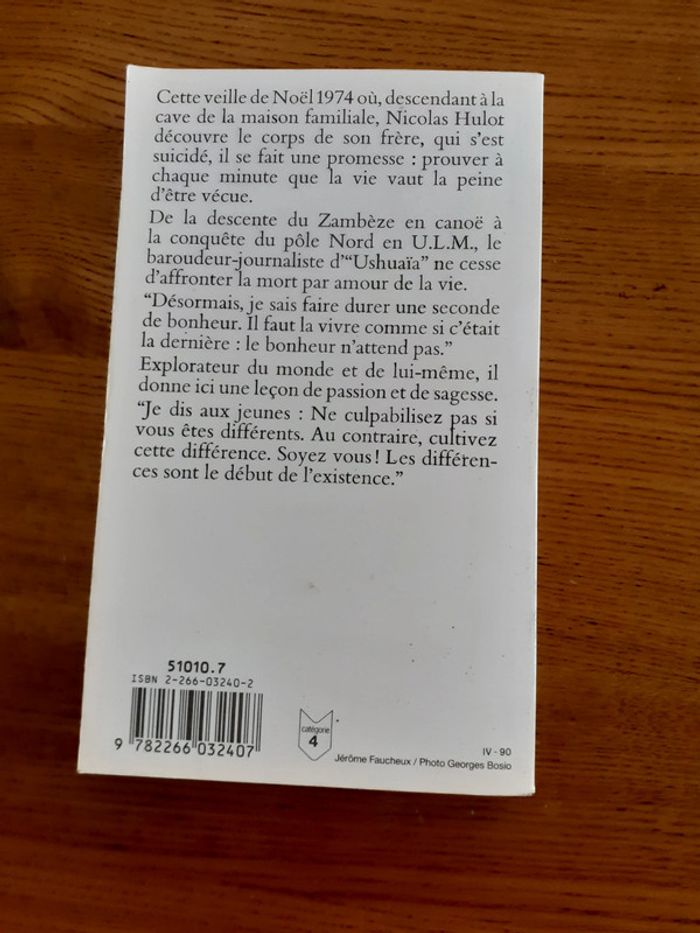 Cette veille de Noël 1974 où, descendant à la
cave de la maison familiale, Nicolas Hulot
découvre le corps de son frère, qui s'est
suicidé, il se fait une promesse : prouver à
chaque minute que la vie vaut la peine
d'être vécue.
De la descente du Zambèze en canoë à
la conquête du pôle Nord en U.L.M., le
baroudeur-journaliste d'“Ushuaïa” ne cesse
d'affronter la mort par amour de la vie.
“Désormais, je sais faire durer une seconde
de bonheur. Il faut la vivre comme si c'était
la dernière : le bonheur n'attend pas.”
Explorateur du monde et de lui-même, il
donne ici une leçon de passion et de sagesse.
“Je dis aux jeunes : Ne culpabilisez pas si
vous êtes différents. Au contraire, cultivez
cette différence. Soyez vous ! Les différen-
ces sont le début de l'existence.”
51010.7
ISBN 2-266-03240-2
9 782266 032407
catégorie
4
IV - 90
Jérôme Faucheux / Photo Georges Bosio